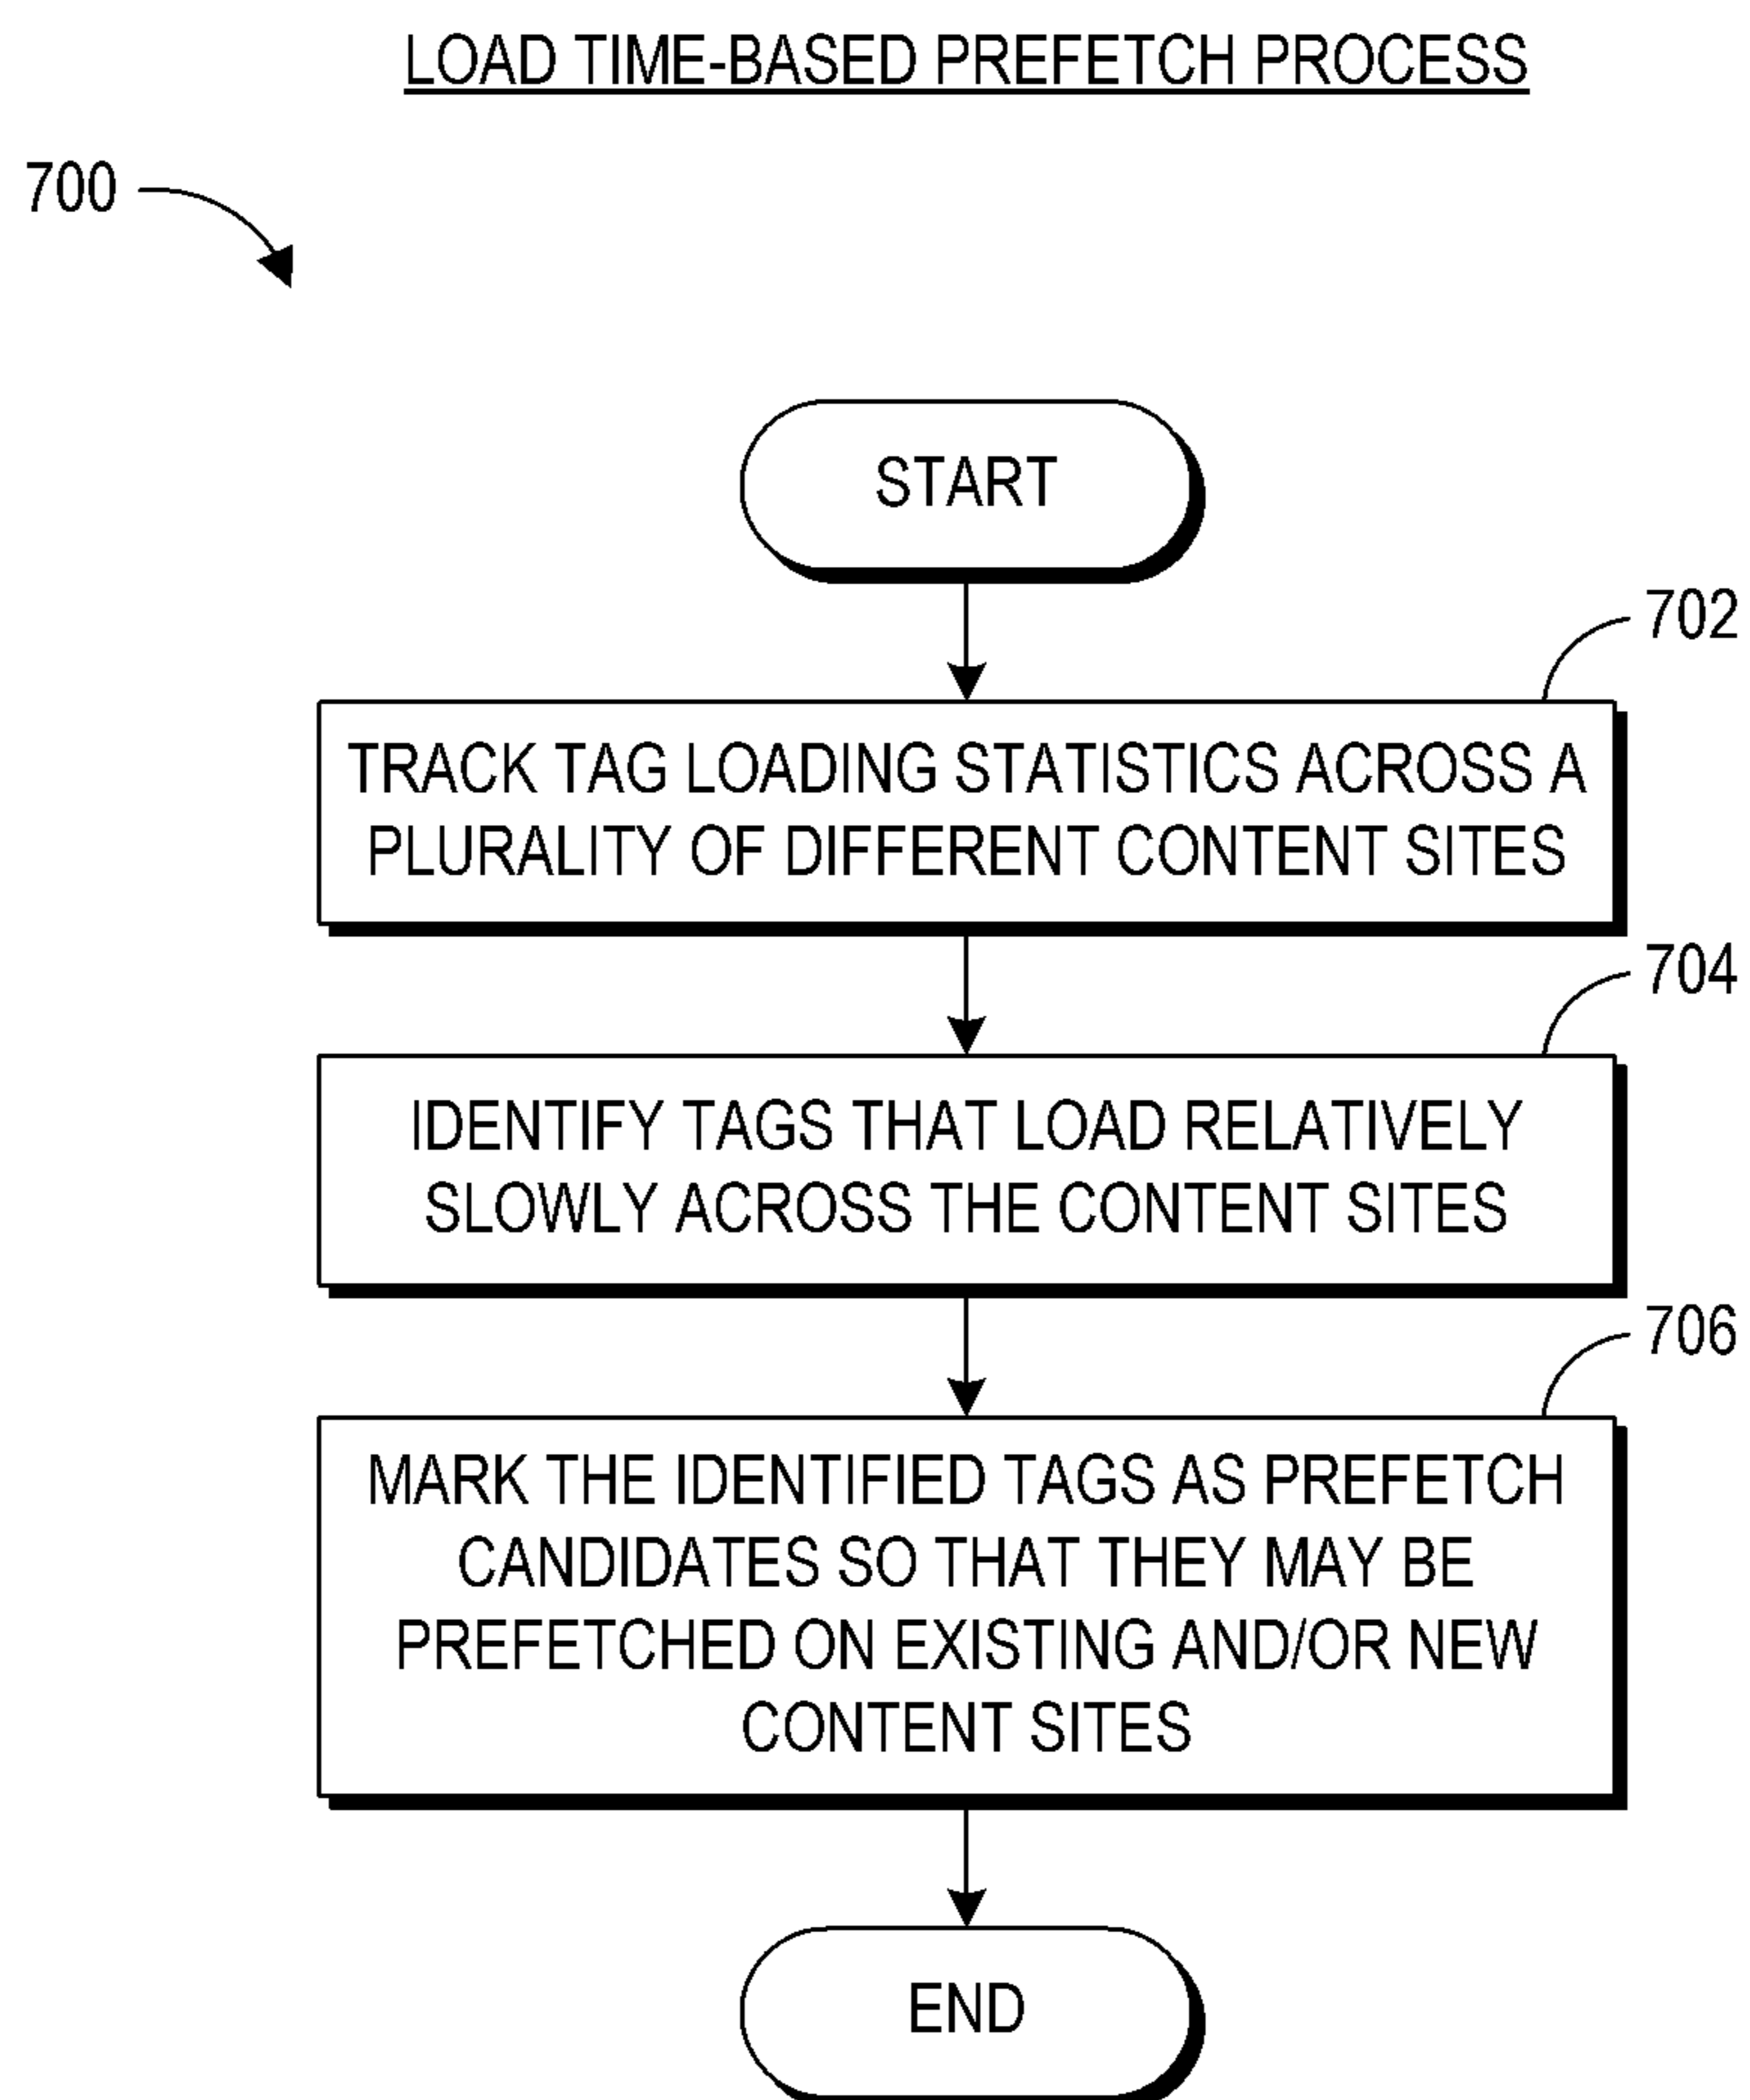 LOAD TIME-BASED PREFETCH PROCESS
700
START
702
TRACK TAG LOADING STATISTICS ACROSS A
PLURALITY OF DIFFERENT CONTENT SITES
704
IDENTIFY TAGS THAT LOAD RELATIVELY
SLOWLY ACROSS THE CONTENT SITES
706
MARK THE IDENTIFIED TAGS AS PREFETCH
CANDIDATES SO THAT THEY MAY BE
PREFETCHED ON EXISTING AND/OR NEW
CONTENT SITES
END